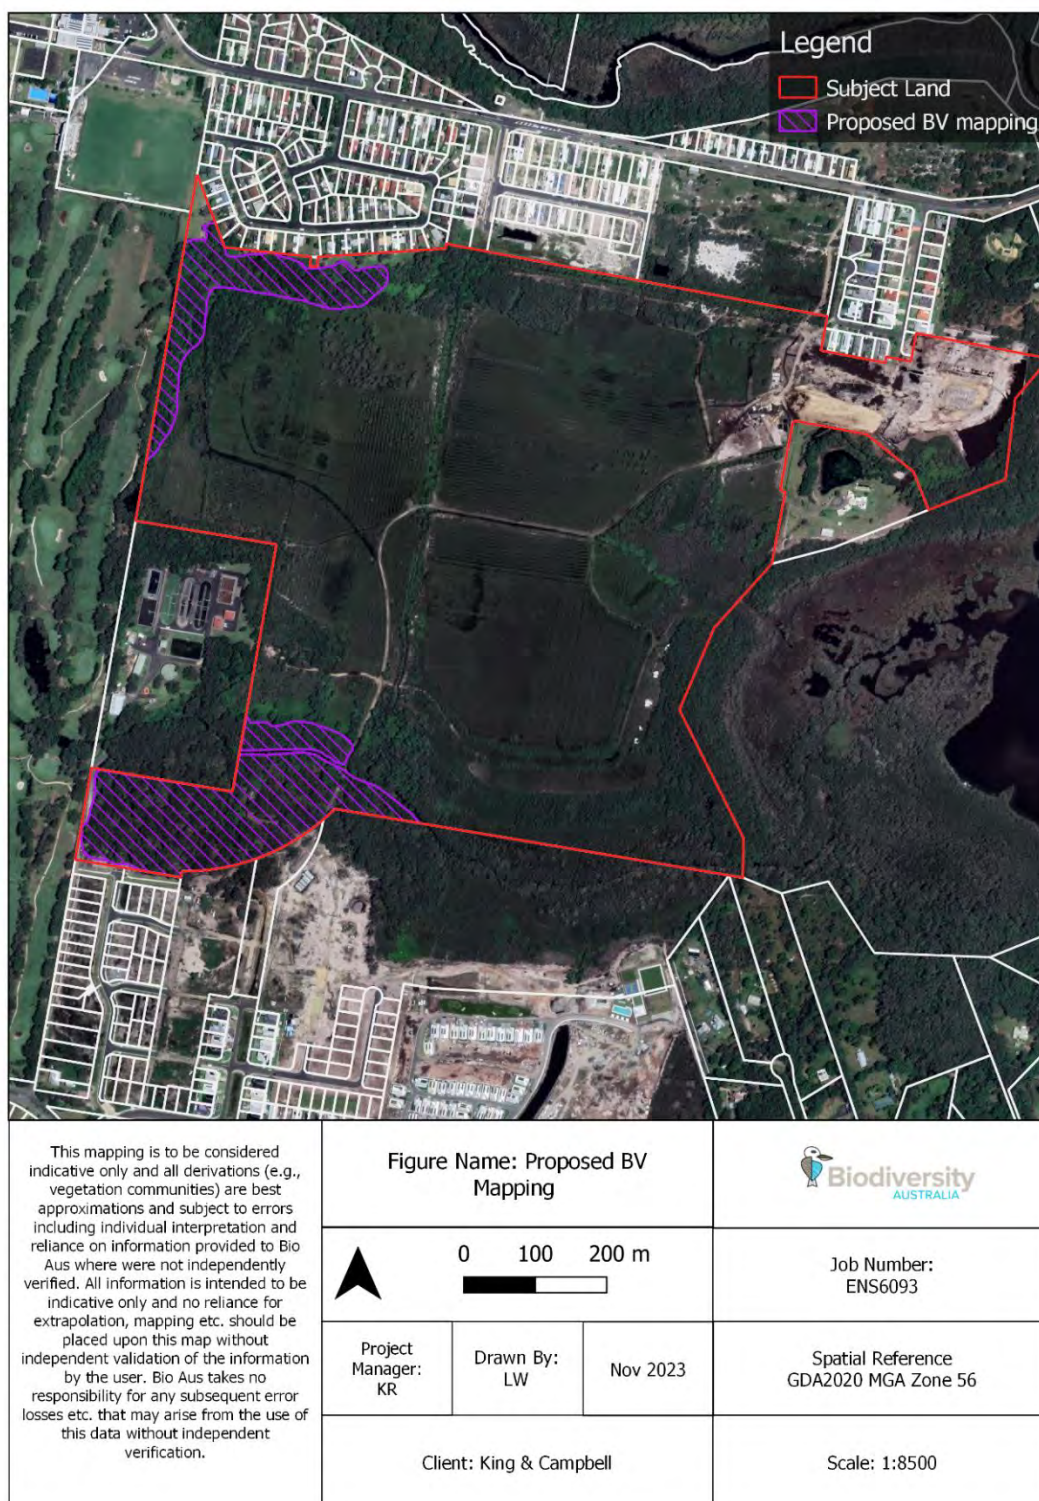 Legend
Subject Land
Proposed BV mapping
This mapping is to be considered
indicative only and all derivations (e.g.,
vegetation communities) are best
approximations and subject to errors
including individual interpretation and
reliance on information provided to Bio
Aus where were not independently
verified. All information is intended to be
indicative only and no reliance for
extrapolation, mapping etc. should be
placed upon this map without
independent validation of the information
by the user. Bio Aus takes no
responsibility for any subsequent error
losses etc. that may arise from the use of
this data without independent
verification.
Figure Name: Proposed BV
Mapping
0 100 200 m
Project
Manager:
KR
Drawn By:
LW
Nov 2023
Client: King & Campbell
Biodiversity
AUSTRALIA
Job Number:
ENS6093
Spatial Reference
GDA2020 MGA Zone 56
Scale: 1:8500